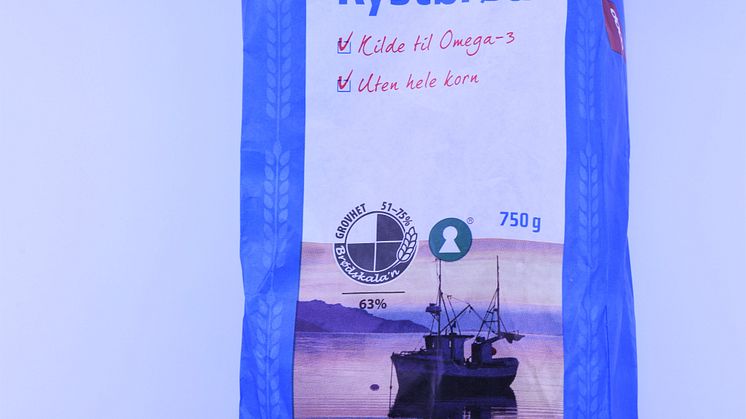 Kilde til Omega-3
Uten hele korn
750 g
GROVHET 51-75%
Brødskala'n
63%
®